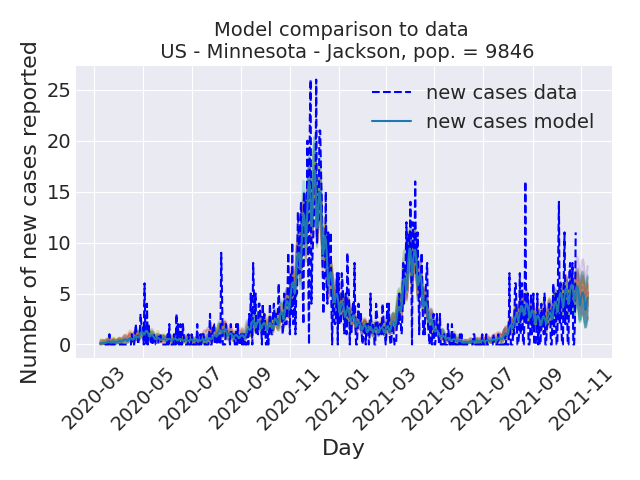 Model comparison to data
US - Minnesota - Jackson, pop. = 9846
Number of new cases reported
25
20
15
10
5
0
new cases data
new cases model
2020-03
2020-05
2020-07
2020-09
2020-11
2021-01
2021-03
2021-05
2021-07
2021-09
2021-11
Day